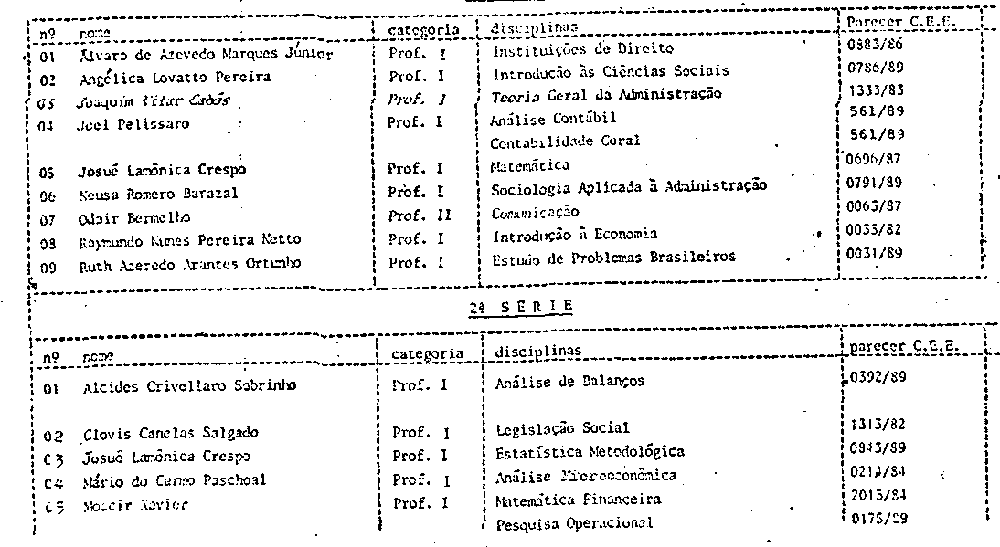 nº nome categoria disciplinas Parecer C.E.E.
01 Álvaro de Azevedo Marques Júnior Prof. I Instituições de Direito 0883/86
02 Angélica Lovatto Pereira Prof. I Introdução às Ciências Sociais 0786/89
03 Joaquim Vifar Prof. I Teoria Geral da Administração 1333/83
04 Joel Pelissaro Prof. I Análise Contábil 561/89
Contabilidade Geral 561/89
05 Josué Lamônica Crespo Prof. I Matemática 0696/87
06 Neusa Romero Barazal Prof. I Sociologia Aplicada à Administração 0791/89
07 Odair Bermelho Prof. II Comunicação 0063/87
08 Raymundo Nunes Pereira Netto Prof. I Introdução à Economia 0033/82
09 Ruth Azevedo Arantes Ortunho Prof. I Estudo de Problemas Brasileiros 0031/89
2ª SÉRIE
nº nome categoria disciplinas parecer C.E.E.
01 Alcides Crivellaro Sobrinho Prof. I Análise de Balanços 0392/89
02 Clovis Canelas Salgado Prof. I Legislação Social 1313/82
03 Josué Lamônica Crespo Prof. I Estatística Metodológica 0843/89
04 Mário do Carmo Paschoal Prof. I Análise Microeconômica
05 Moacir Xavier Prof. I Matemática Financeira 2013/84
Pesquisa Operacional 0175/89